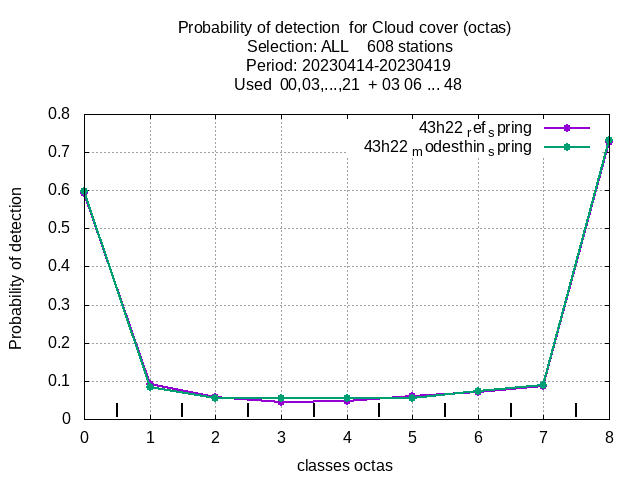 Probability of detection  for Cloud cover (octas)
Selection: ALL    608 stations
Period: 20230414-20230419
Used  00,03,...,21  + 03 06 ... 48
0.8
43h22 ref spring
0.7
43h22 modesthin spring
0.6
0.5
0.4
0.3
0.2
0.1
0
Probability of detection
0 1 2 3 4 5 6 7 8
classes octas